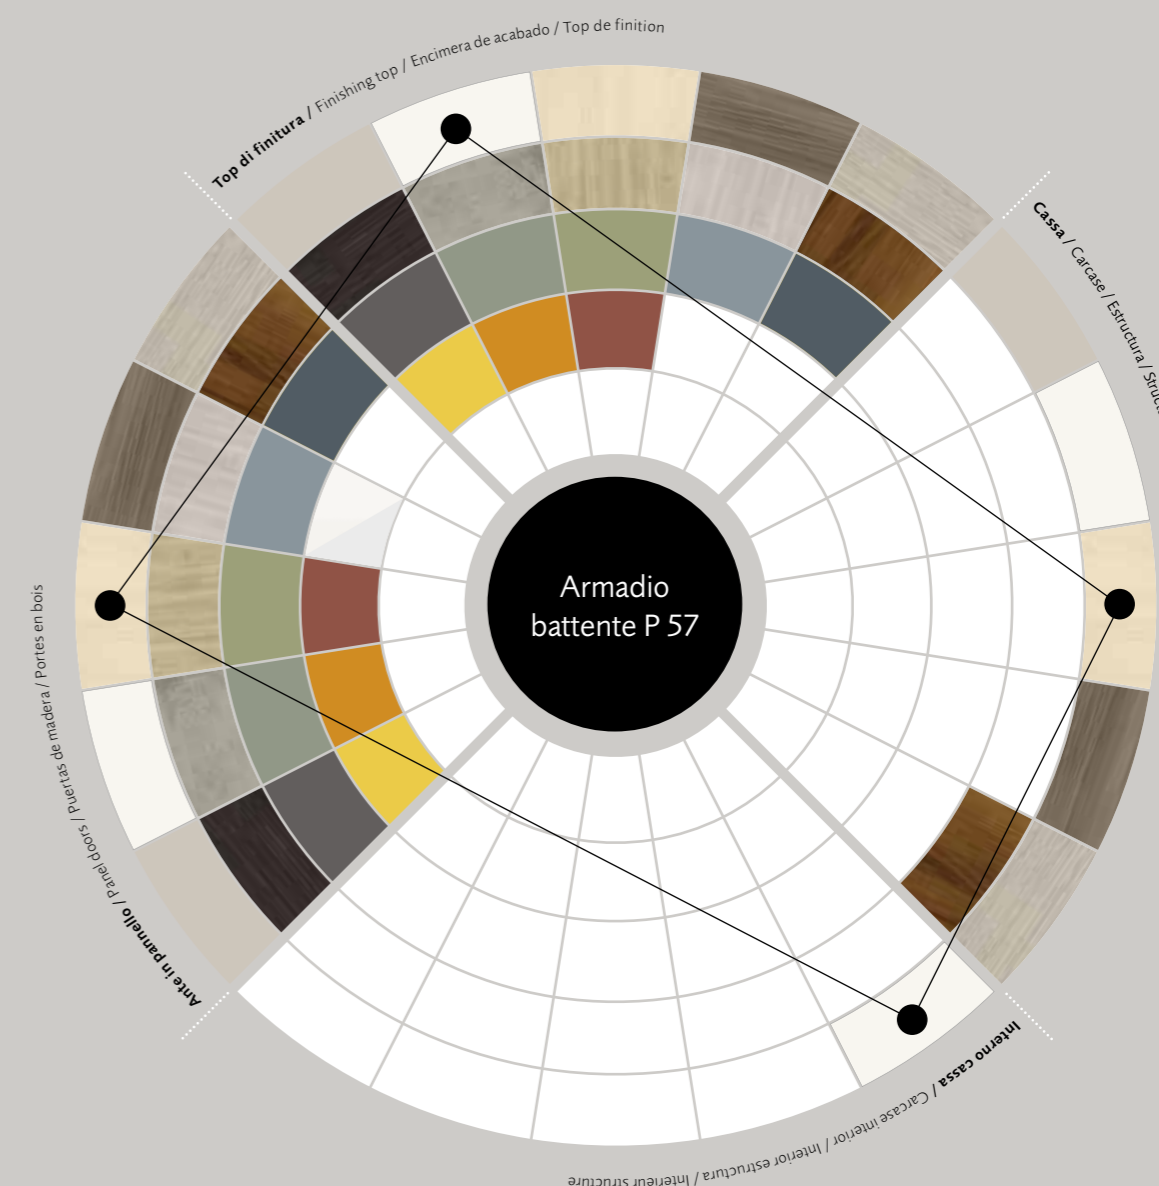 Top di finitura / Finishing top / Encimera de acabado / Top de finition
Cassa / Carcase / Estructura /
Armadio
battente P 57
Ante in pannello / Panel doors / Puertas de madera / Portes en bois
Interno cassa / Carcase interior / Interior estructura / Intérieur structure